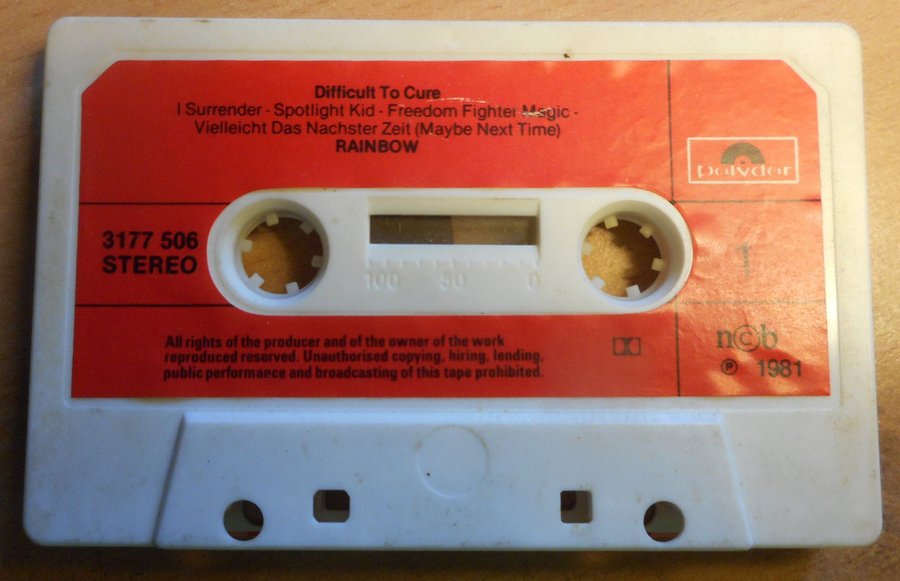 Difficult To Cure
I Surrender - Spotlight Kid - Freedom Fighter Magic -
Vielleicht Das Nachster Zeit (Maybe Next Time)
RAINBOW
polydor
3177 506
STEREO
1
100 50 0
All rights of the producer and of the owner of the work
reproduced reserved. Unauthorised copying, hiring, lending,
public performance and broadcasting of this tape prohibited.
n©b
℗ 1981